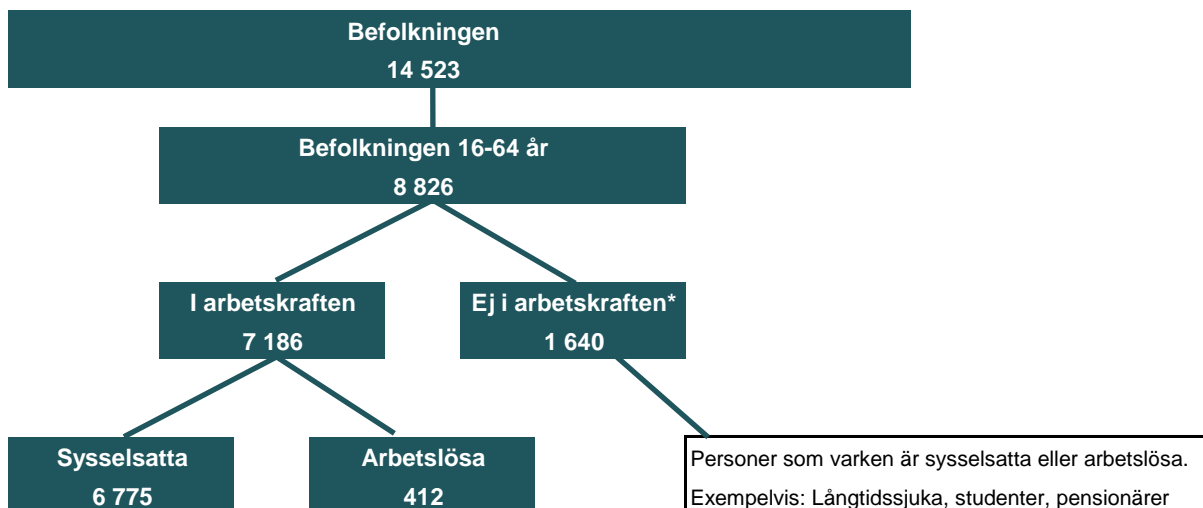 Befolkningen
14 523
Befolkningen 16-64 år
8 826
I arbetskraften
7 186
Ej i arbetskraften*
1 640
Sysselsatta
6 775
Arbetslösa
412
Personer som varken är sysselsatta eller arbetslösa.
Exempelvis: Långtidssjuka, studenter, pensionärer